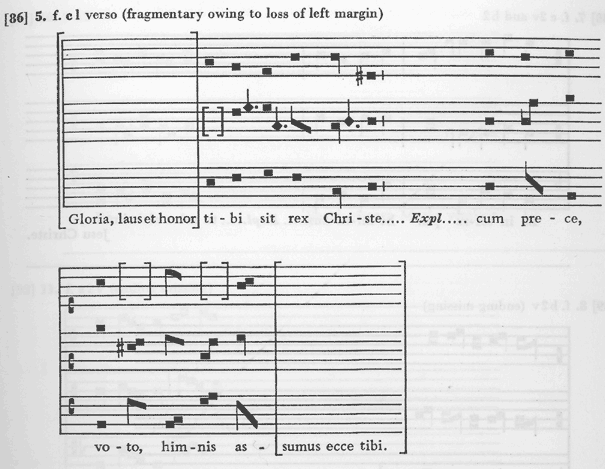 [86] 5. f. c 1 verso (fragmentary owing to loss of left margin)
Gloria, laus et honor ti - bi sit rex Chri - ste..... Expl..... cum pre - ce,
vo - to, him - nis as - sumus ecce tibi.